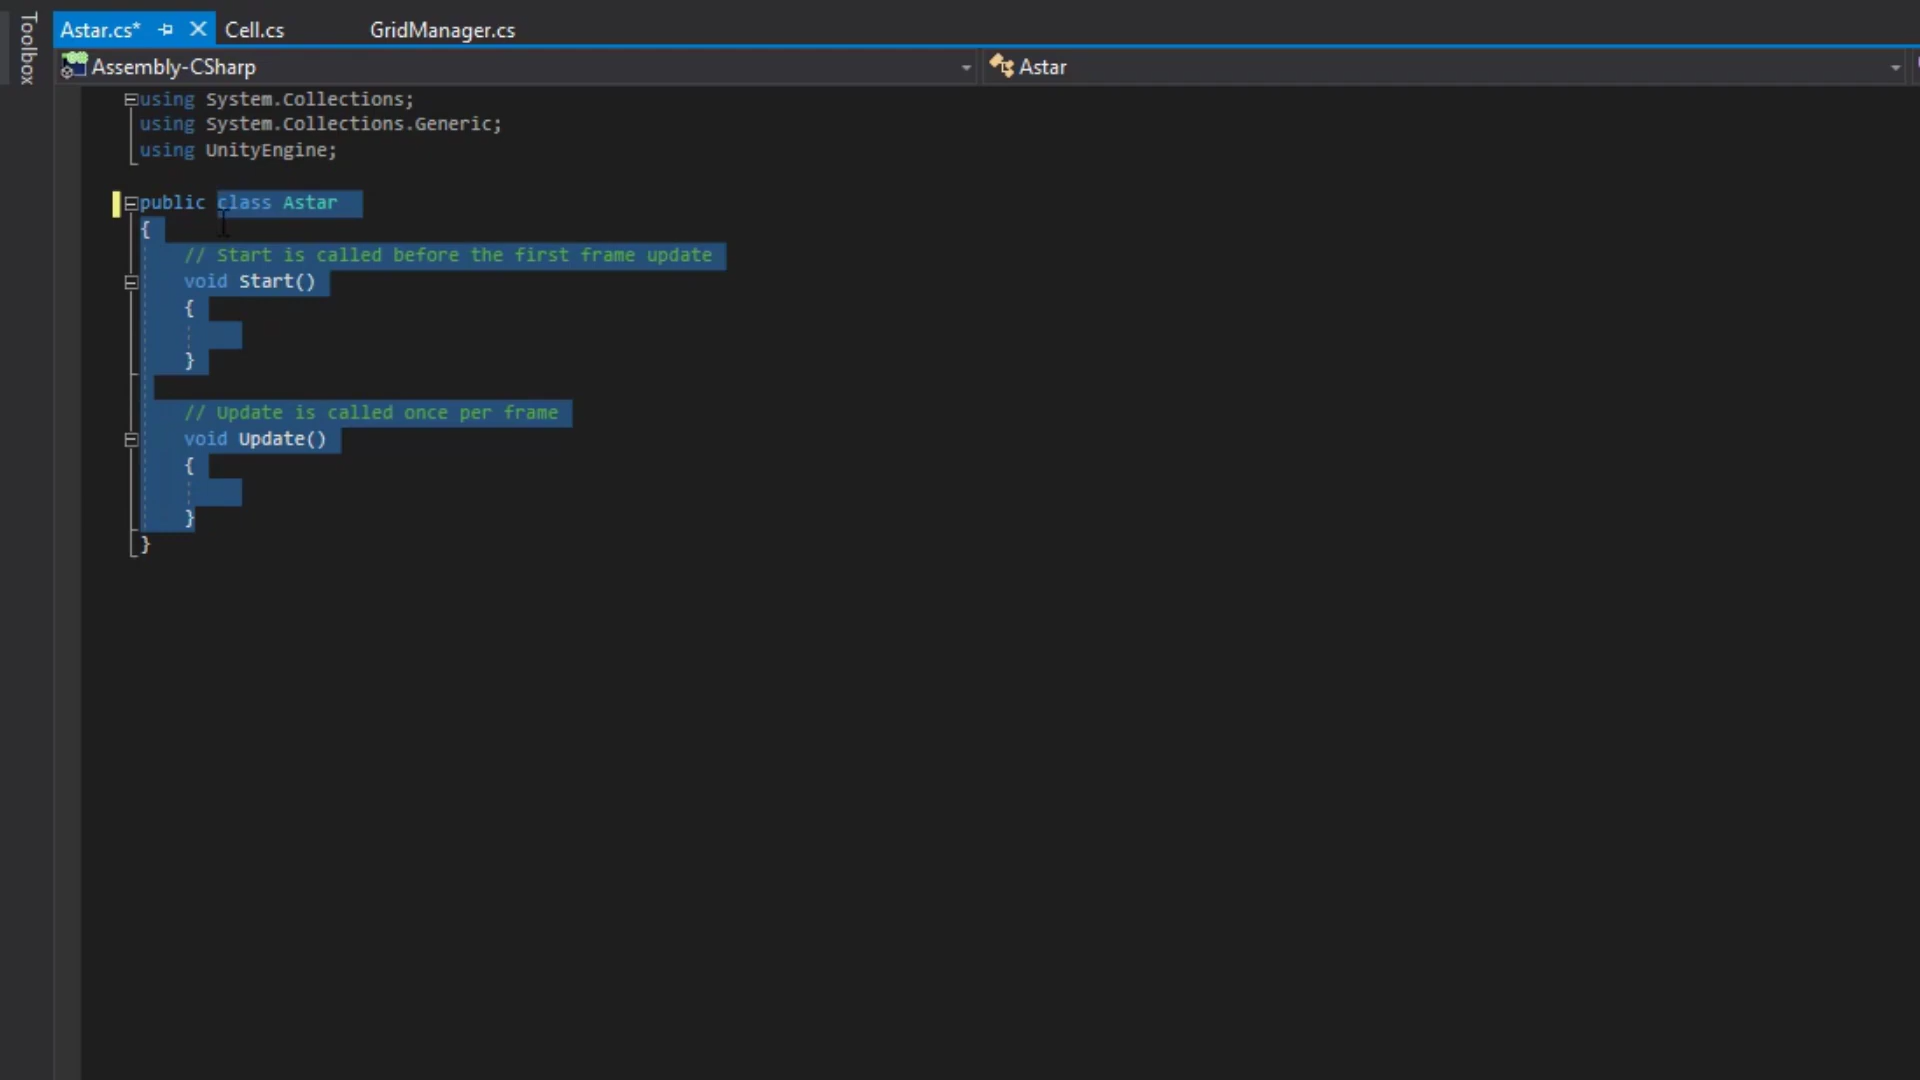 Toolbox
Astar.cs* Cell.cs GridManager.cs
Assembly-CSharp Astar
using System.Collections;
using System.Collections.Generic;
using UnityEngine;
public class Astar
{
// Start is called before the first frame update
void Start()
{
}
// Update is called once per frame
void Update()
{
}
}